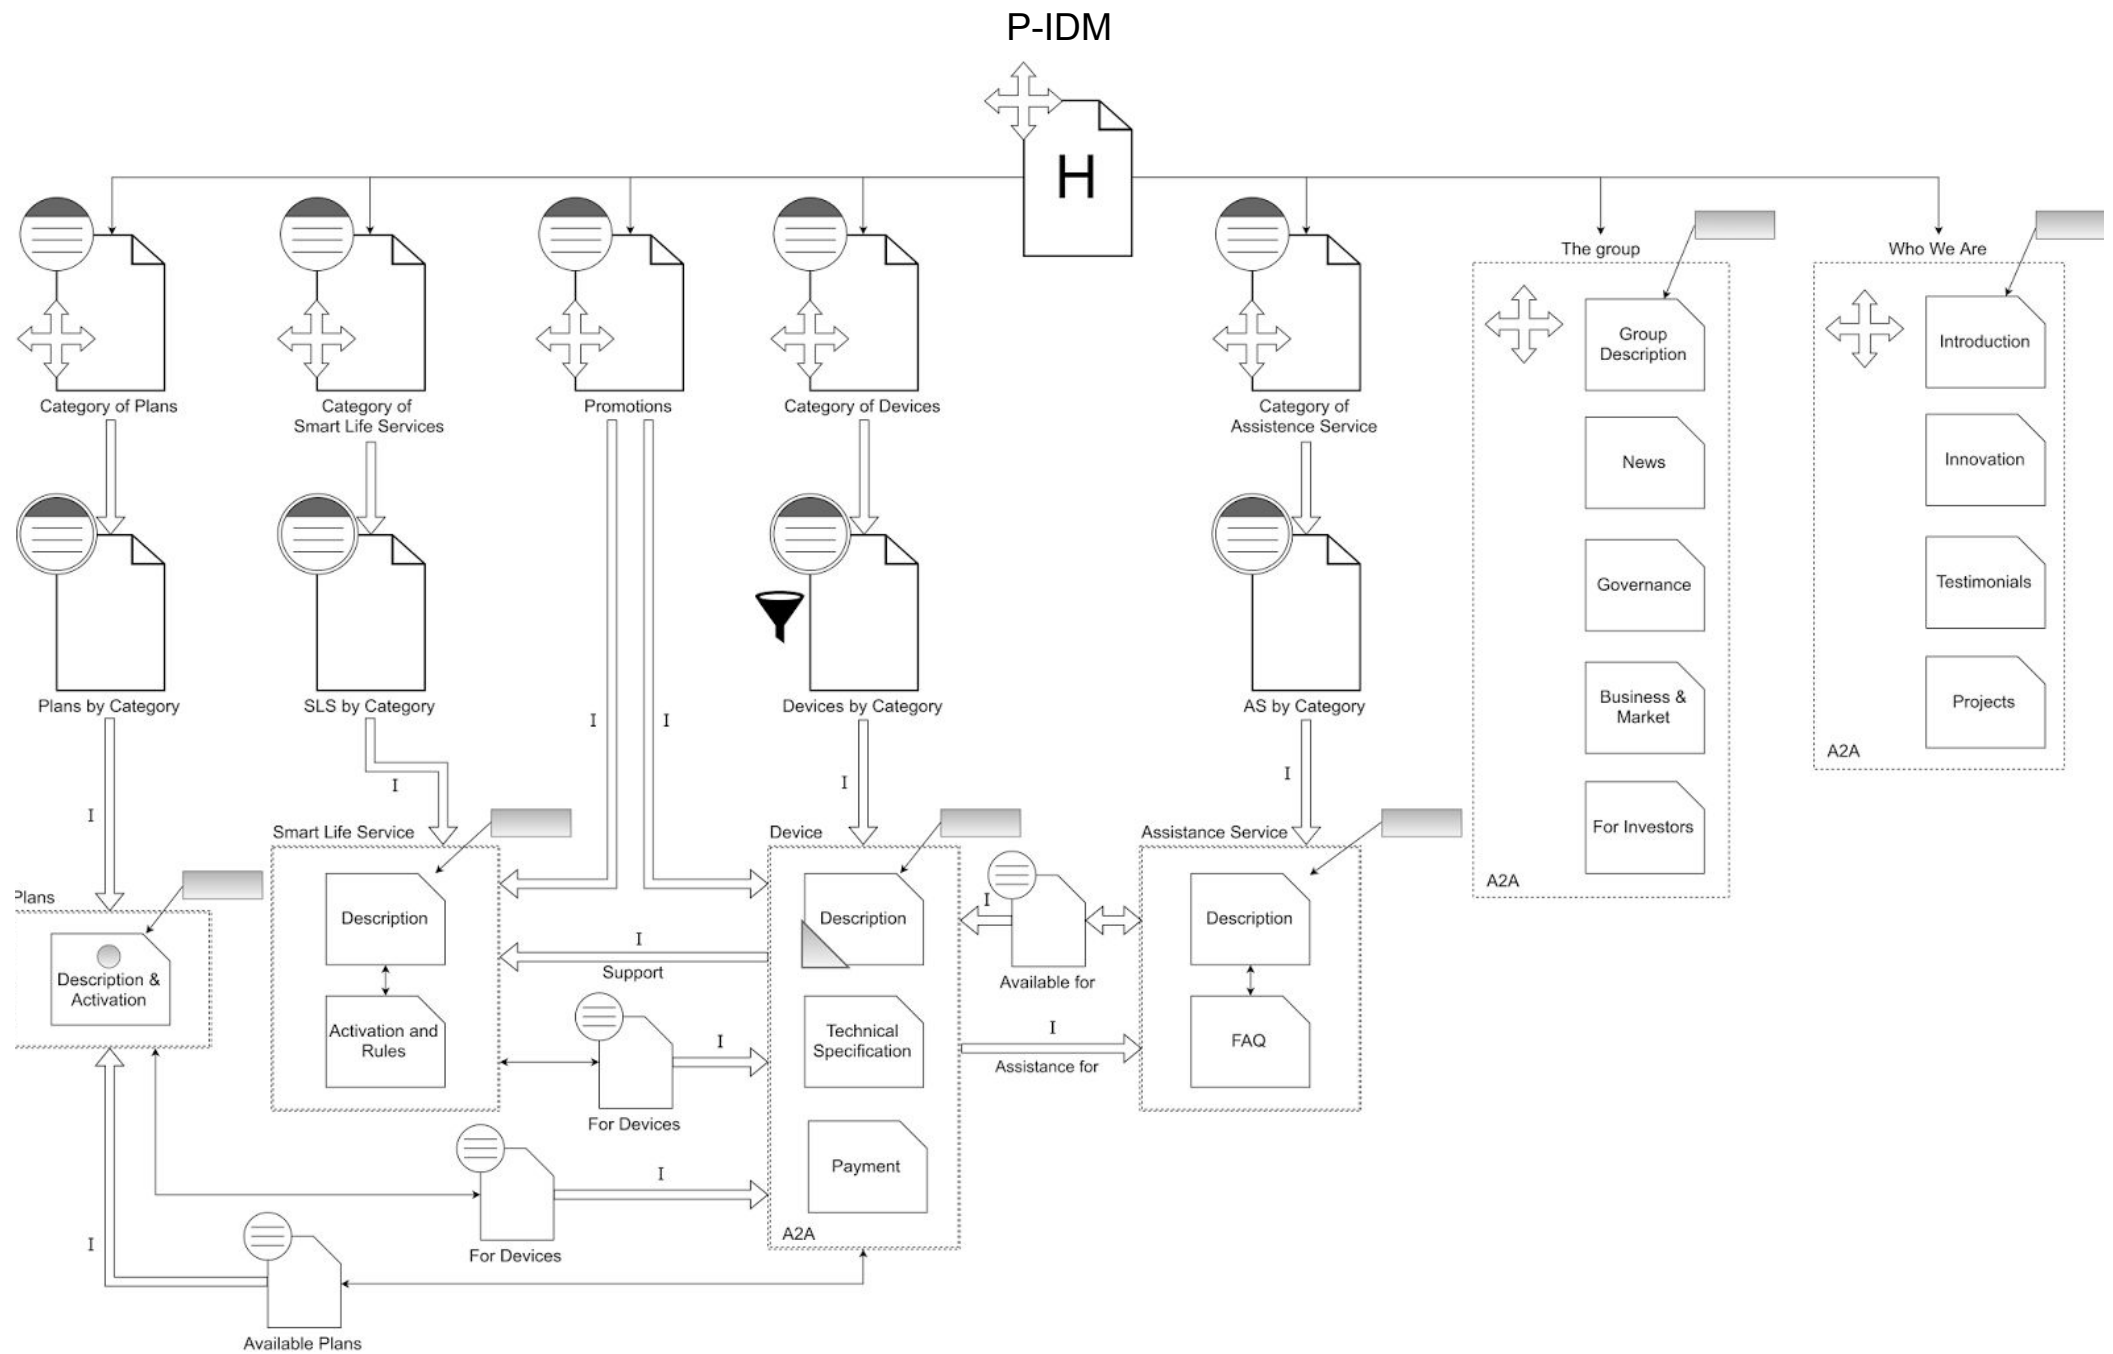 P-IDM
H
The group
Who We Are
Group
Description
Introduction
Category of Plans
Category of
Smart Life Services
Promotions
Category of Devices
Category of
Assistence Service
News
Innovation
Governance
Testimonials
Plans by Category
SLS by Category
I
I
Devices by Category
AS by Category
Business &
Market
Projects
A2A
I
I
I
I
For Investors
A2A
Smart Life Service
Device
Assistance Service
Plans
Description
Description
I
Description
Description &
Activation
I
Support
Available for
Activation and
Rules
I
Technical
Specification
I
Assistance for
FAQ
For Devices
I
Payment
I
A2A
For Devices
Available Plans